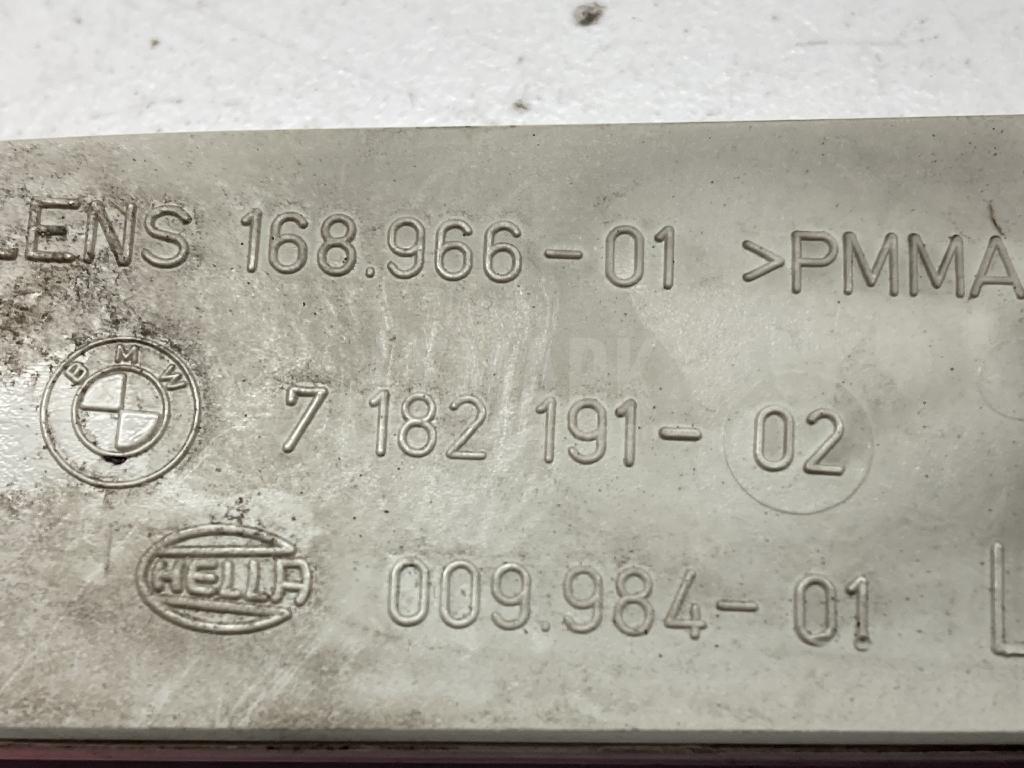 LENS 168.966-01 >PMMA
BMW 7 182 191-02
HELLA 009.984-01 L